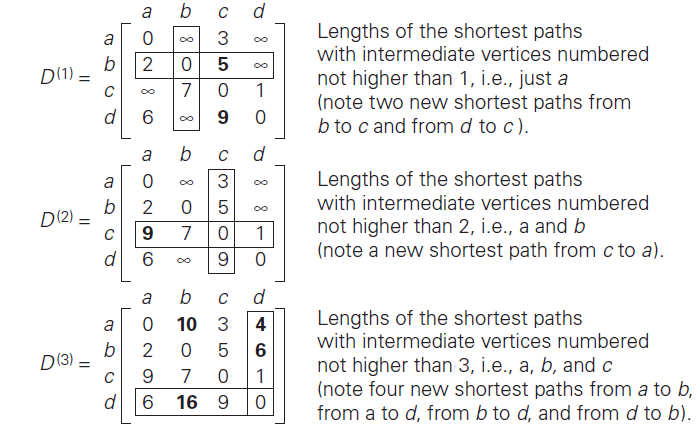 a b c d
a 0 ∞ 3 ∞
D(1) = b 2 0 5 ∞
c ∞ 7 0 1
d 6 ∞ 9 0
Lengths of the shortest paths
with intermediate vertices numbered
not higher than 1, i.e., just a
(note two new shortest paths from
b to c and from d to c).
a b c d
a 0 ∞ 3 ∞
D(2) = b 2 0 5 ∞
c 9 7 0 1
d 6 ∞ 9 0
Lengths of the shortest paths
with intermediate vertices numbered
not higher than 2, i.e., a and b
(note a new shortest path from c to a).
a b c d
a 0 10 3 4
D(3) = b 2 0 5 6
c 9 7 0 1
d 6 16 9 0
Lengths of the shortest paths
with intermediate vertices numbered
not higher than 3, i.e., a, b, and c
(note four new shortest paths from a to b,
from a to d, from b to d, and from d to b).